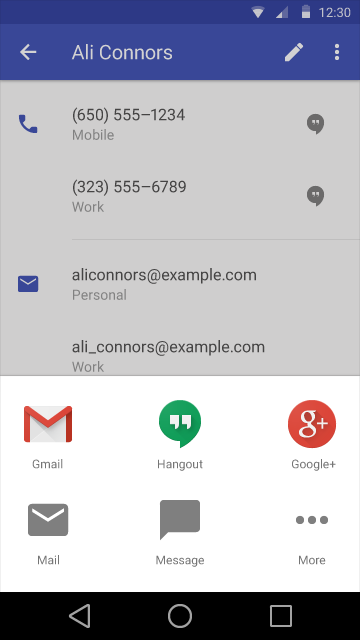 12:30
Ali Connors
(650) 555–1234
Mobile
(323) 555–6789
Work
aliconnors@example.com
Personal
ali_connors@example.com
Work
Gmail
Hangout
g+
Google+
Mail
Message
More